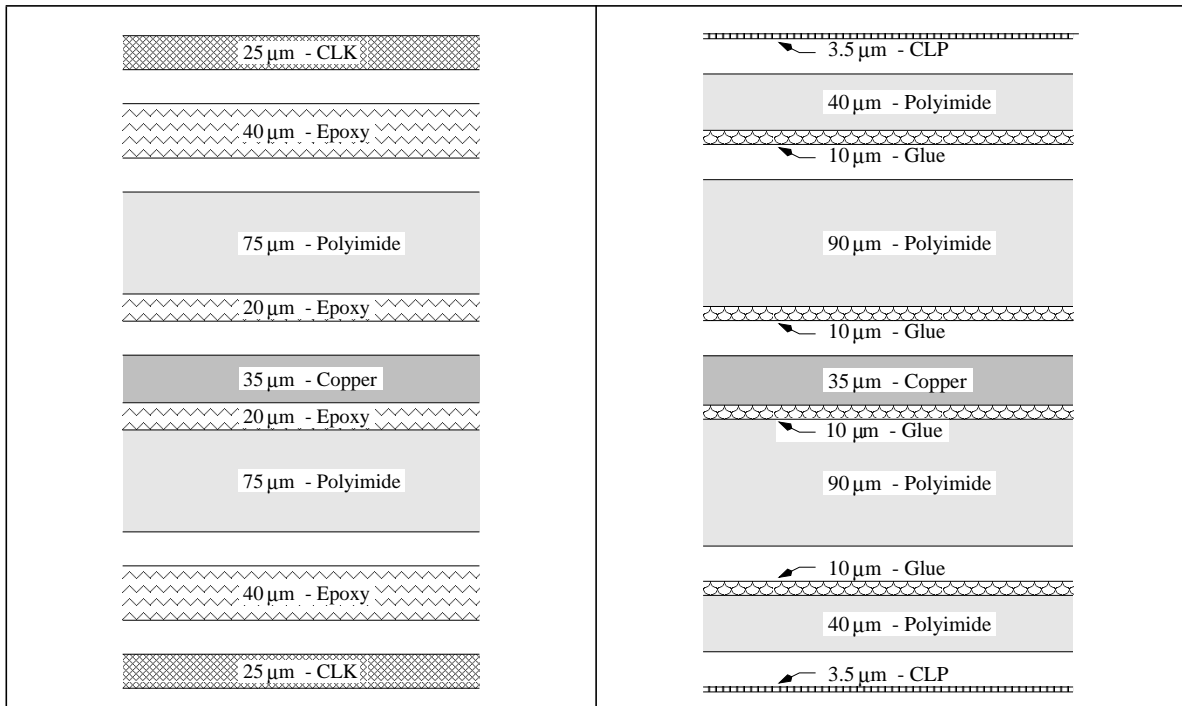 25 μm - CLK
40 μm - Epoxy
75 μm - Polyimide
20 μm - Epoxy
35 μm - Copper
20 μm - Epoxy
75 μm - Polyimide
40 μm - Epoxy
25 μm - CLK
3.5 μm - CLP
40 μm - Polyimide
10 μm - Glue
90 μm - Polyimide
10 μm - Glue
35 μm - Copper
10 μm - Glue
90 μm - Polyimide
10 μm - Glue
40 μm - Polyimide
3.5 μm - CLP